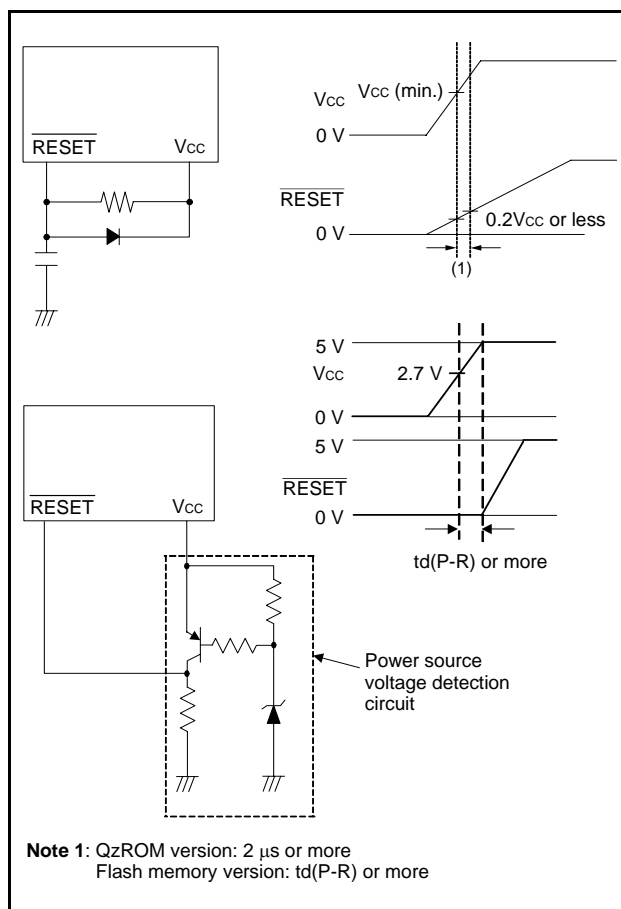 RESET VCC
VCC VCC (min.)
0 V
RESET
0.2VCC or less
0 V
(1)
5 V
VCC 2.7 V
0 V
5 V
RESET
0 V
td(P-R) or more
RESET VCC
Power source
voltage detection
circuit
Note 1: QzROM version: 2 μs or more
Flash memory version: td(P-R) or more